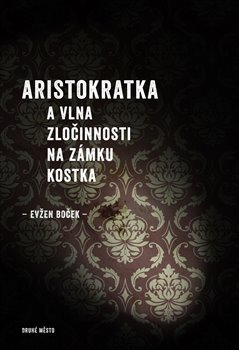 ARISTOKRATKA
A VLNA
ZLOČINNOSTI
NA ZÁMKU
KOSTKA
– EVŽEN BOČEK –
DRUHÉ MĚSTO